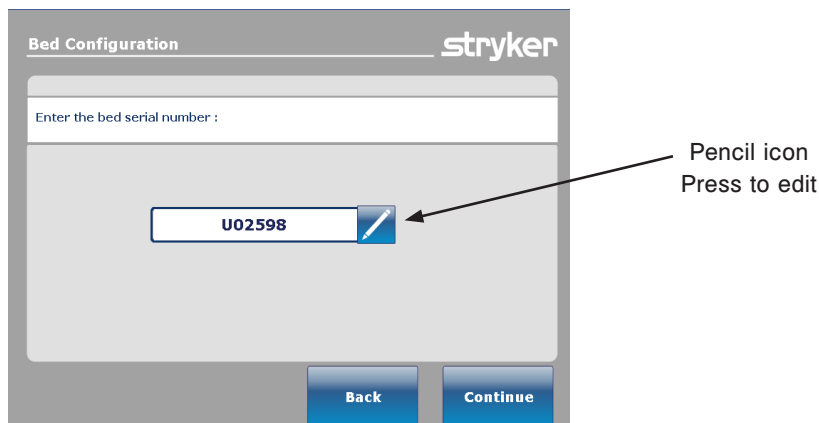 Bed Configuration
stryker
Enter the bed serial number :
Pencil icon
Press to edit
U02598
Back
Continue